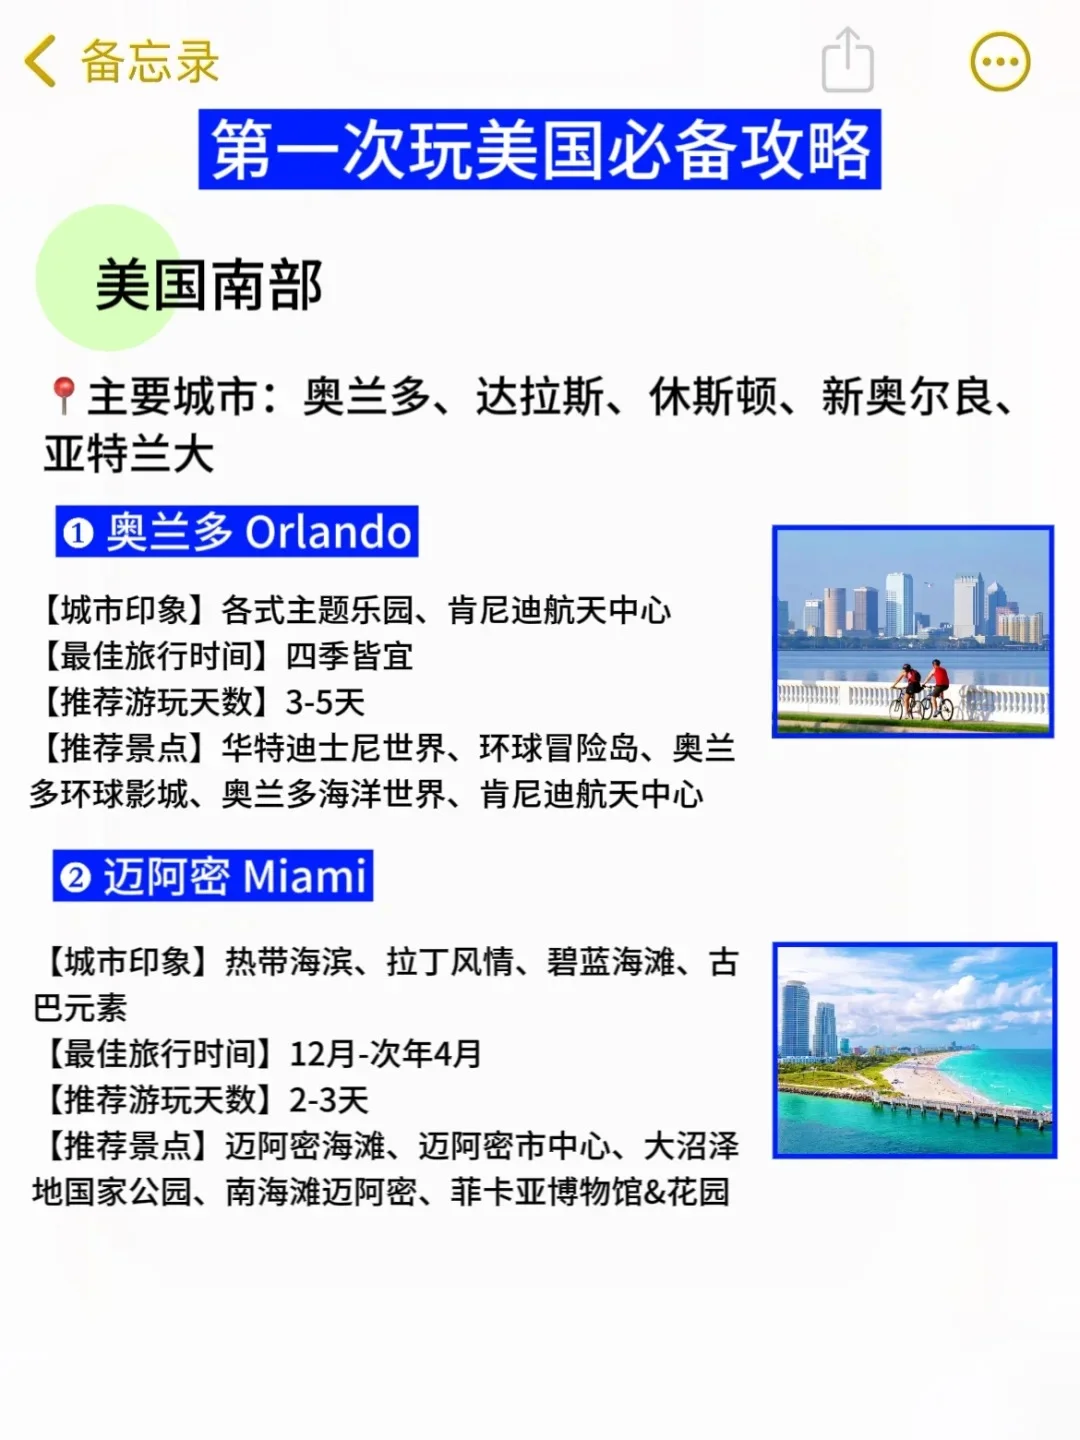 备忘录
第一次玩美国必备攻略
美国南部
📍主要城市：奥兰多、达拉斯、休斯顿、新奥尔良、
亚特兰大
❶ 奥兰多 Orlando
【城市印象】各式主题乐园、肯尼迪航天中心
【最佳旅行时间】四季皆宜
【推荐游玩天数】3-5天
【推荐景点】华特迪士尼世界、环球冒险岛、奥兰
多环球影城、奥兰多海洋世界、肯尼迪航天中心
❷ 迈阿密 Miami
【城市印象】热带海滨、拉丁风情、碧蓝海滩、古
巴元素
【最佳旅行时间】12月-次年4月
【推荐游玩天数】2-3天
【推荐景点】迈阿密海滩、迈阿密市中心、大沼泽
地国家公园、南海滩迈阿密、菲卡亚博物馆&花园